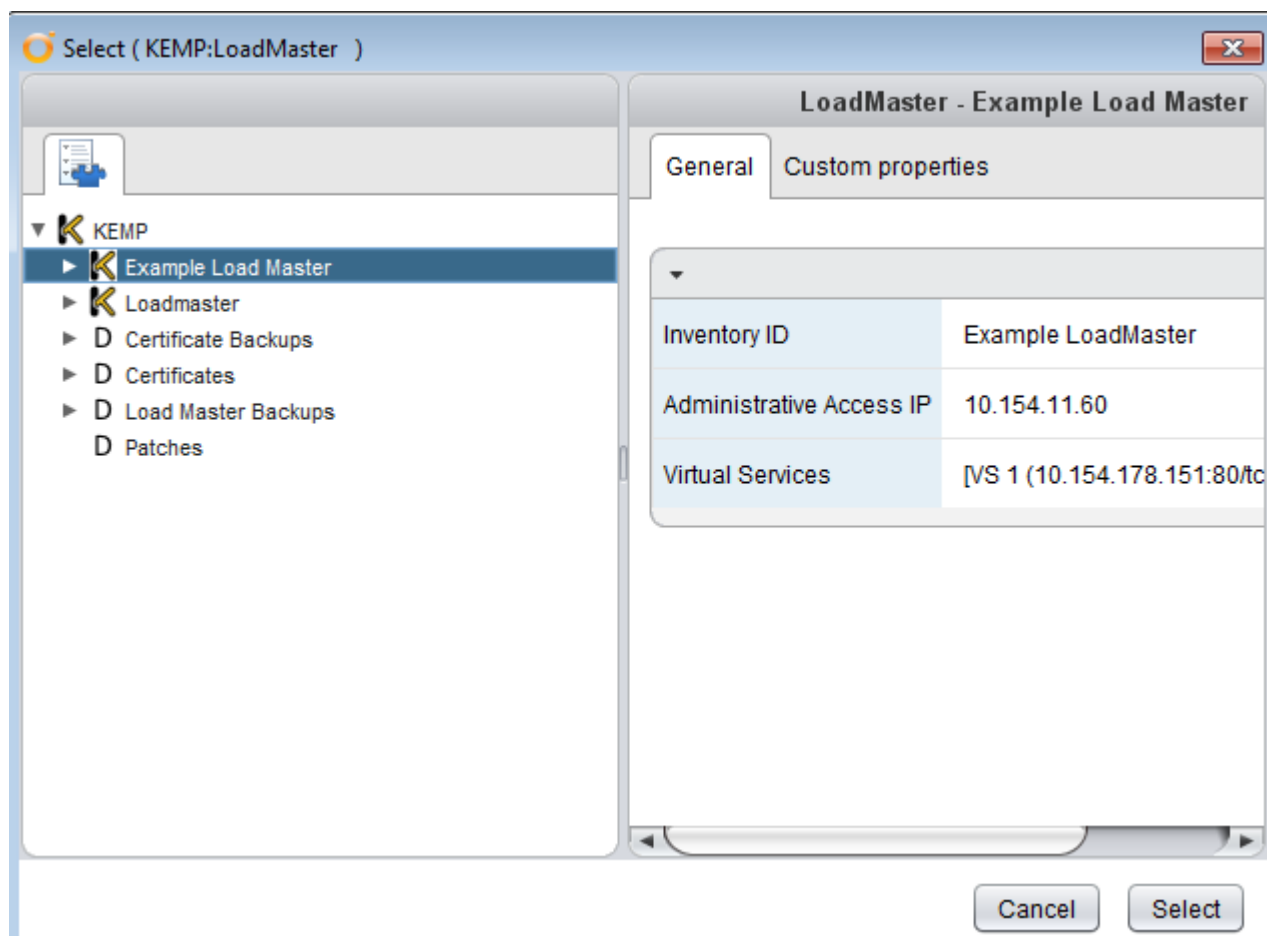 Select ( KEMP:LoadMaster )
LoadMaster - Example Load Master
General Custom properties
KEMP
Example Load Master
Loadmaster
D Certificate Backups
D Certificates
D Load Master Backups
D Patches
Inventory ID Example LoadMaster
Administrative Access IP 10.154.11.60
Virtual Services [VS 1 (10.154.178.151:80/tc
Cancel Select